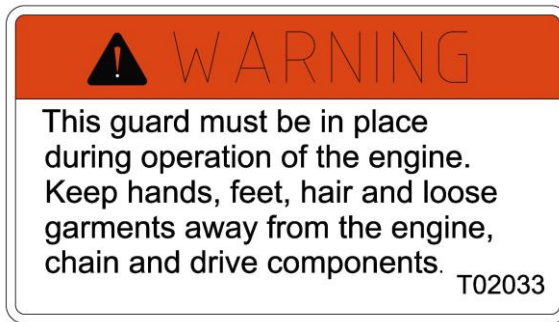 WARNING
This guard must be in place
during operation of the engine.
Keep hands, feet, hair and loose
garments away from the engine,
chain and drive components.
T02033